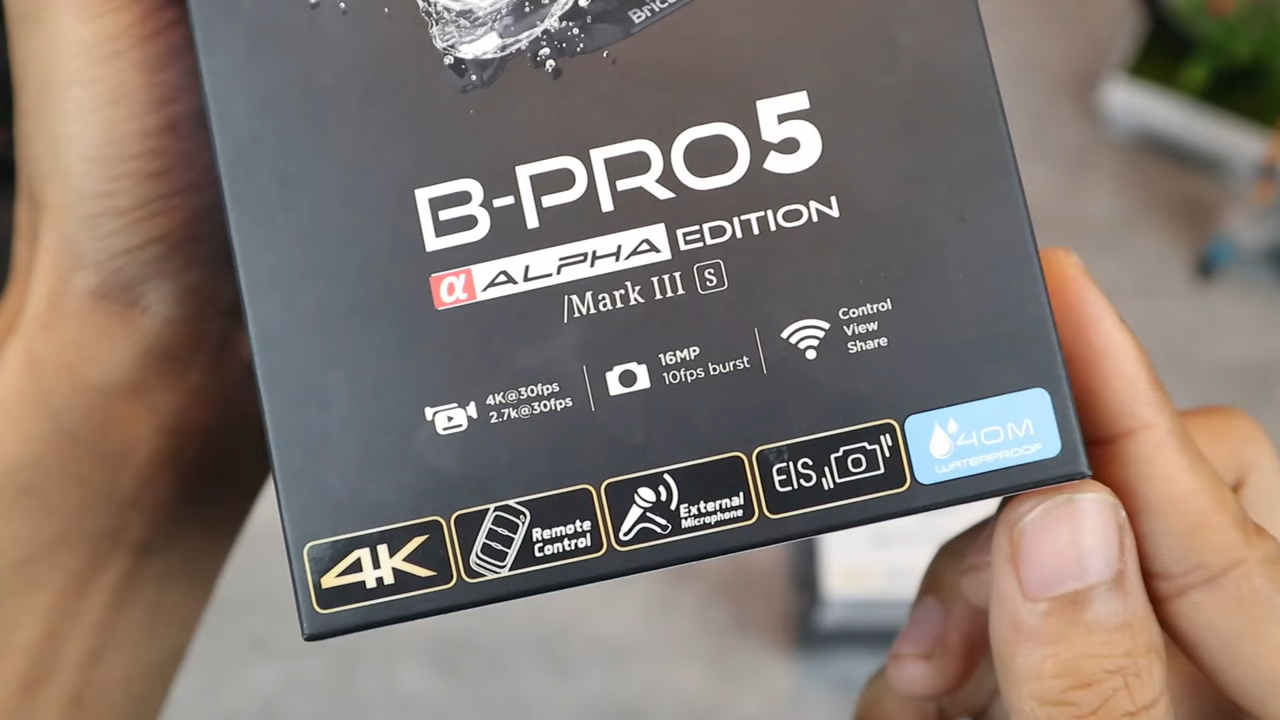 B-PRO5
α ALPHA EDITION
/Mark III S
4K@30fps
2.7k@30fps
16MP
10fps burst
Control
View
Share
4K
Remote
Control
External
Microphone
EIS
40M
WATERPROOF